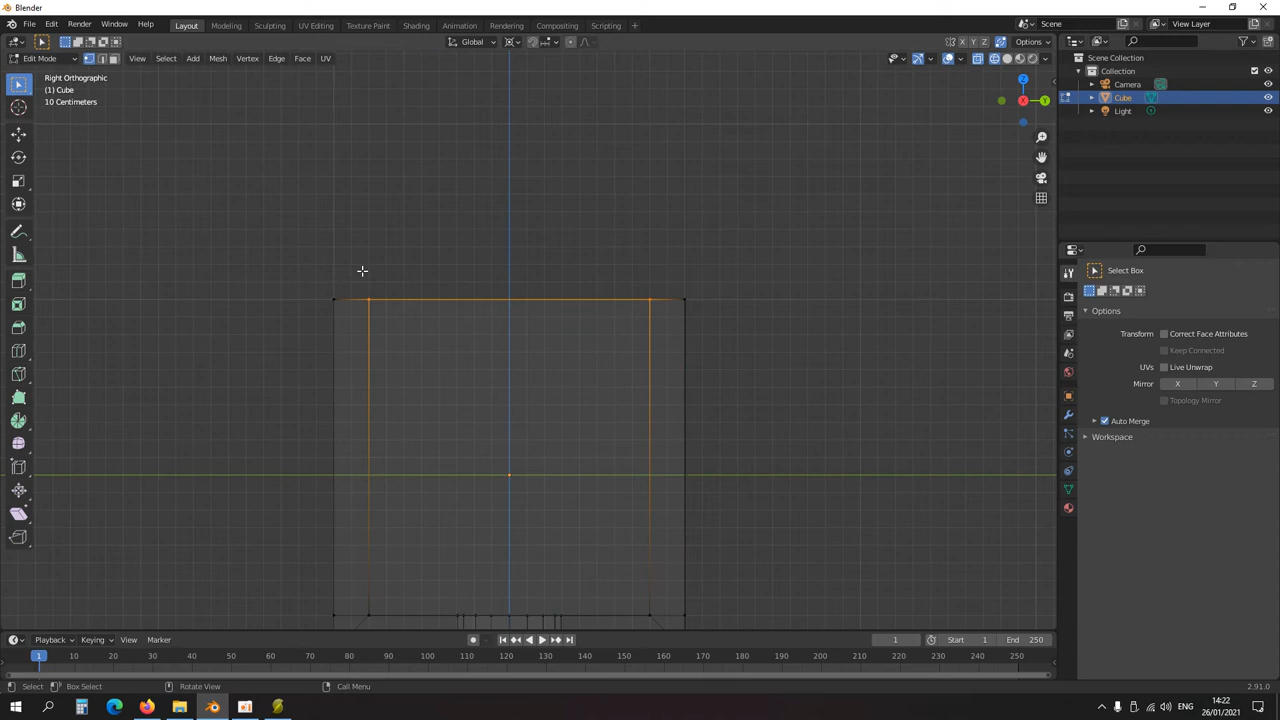 Blender
File Edit Render Window Help Layout Modeling Sculpting UV Editing Texture Paint Shading Animation Rendering Compositing Scripting + Scene View Layer
Global Options
Edit Mode View Select Add Mesh Vertex Edge Face UV
X Y Z
Right Orthographic
(1) Cube
10 Centimeters
Z
X
Y
Scene Collection
Collection
Camera
Cube
Light
Select Box
Options
Transform Correct Face Attributes
Keep Connected
UVs Live Unwrap
Mirror X Y Z
Topology Mirror
Auto Merge
Workspace
Playback Keying View Marker 1 Start 1 End 250
1 10 20 30 40 50 60 70 80 90 100 110 120 130 140 150 160 170 180 190 200 210 220 230 240 250
Select Box Select Rotate View Call Menu 2.91.0
ENG
14:22
26/01/2021